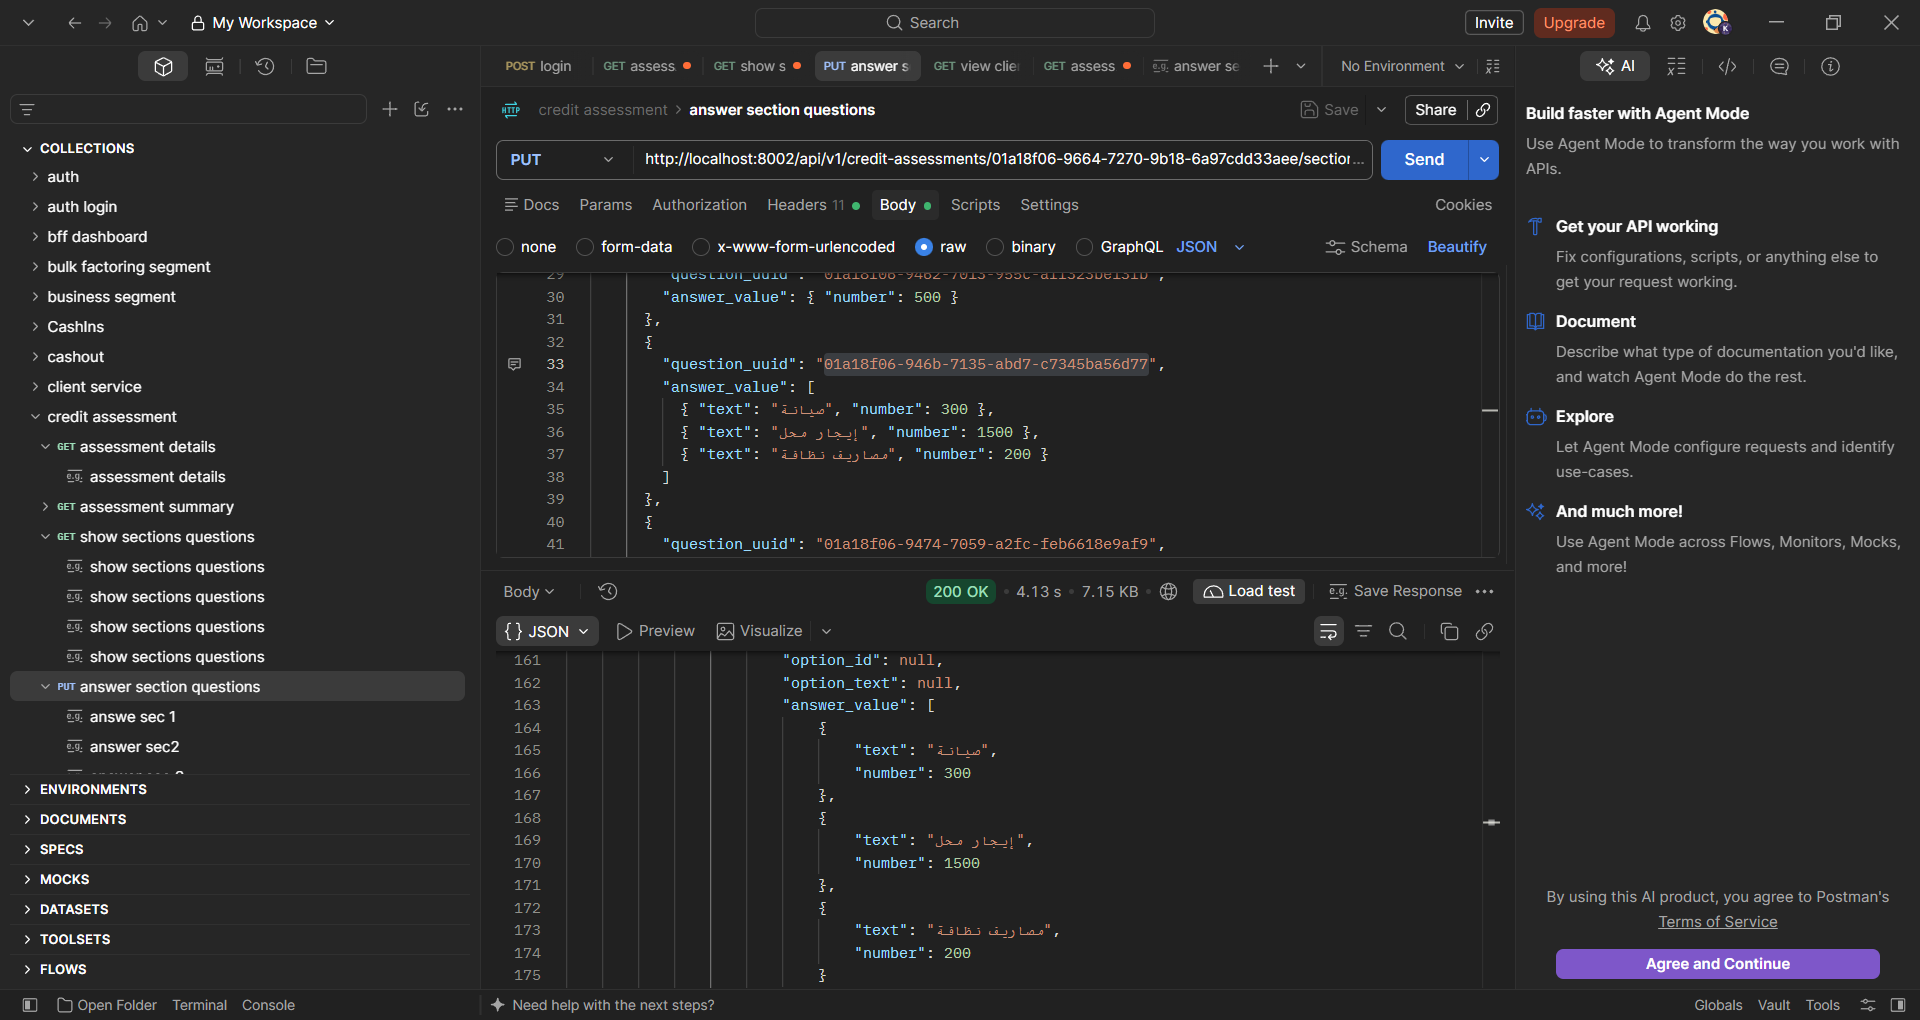 My Workspace
Search
Invite
Upgrade
K
POST login
GET assess
GET show s
PUT answer s
GET view clie
GET assess
e.g. answer se
No Environment
AI
HTTP credit assessment > answer section questions
Save
Share
PUT
http://localhost:8002/api/v1/credit-assessments/01a18f06-9664-7270-9b18-6a97cdd33aee/section...
Send
Docs
Params
Authorization
Headers 11
Body
Scripts
Settings
Cookies
none
form-data
x-www-form-urlencoded
raw
binary
GraphQL
JSON
Schema
Beautify
30 "answer_value": { "number": 500 }
31 },
32 {
33 "question_uuid": "01a18f06-946b-7135-abd7-c7345ba56d77",
34 "answer_value": [
35 { "text": "صيانة", "number": 300 },
36 { "text": "إيجار محل", "number": 1500 },
37 { "text": "مصاريف نظافة", "number": 200 }
38 ]
39 },
40 {
41 "question_uuid": "01a18f06-9474-7059-a2fc-feb6618e9af9",
Body
200 OK
4.13 s
7.15 KB
Load test
e.g. Save Response
{} JSON
Preview
Visualize
161 "option_id": null,
162 "option_text": null,
163 "answer_value": [
164 {
165 "text": "صيانة",
166 "number": 300
167 },
168 {
169 "text": "إيجار محل",
170 "number": 1500
171 },
172 {
173 "text": "مصاريف نظافة",
174 "number": 200
175 }
COLLECTIONS
auth
auth login
bff dashboard
bulk factoring segment
business segment
CashIns
cashout
client service
credit assessment
GET assessment details
e.g. assessment details
GET assessment summary
GET show sections questions
e.g. show sections questions
e.g. show sections questions
e.g. show sections questions
e.g. show sections questions
PUT answer section questions
e.g. answe sec 1
e.g. answer sec2
ENVIRONMENTS
DOCUMENTS
SPECS
MOCKS
DATASETS
TOOLSETS
FLOWS
Build faster with Agent Mode
Use Agent Mode to transform the way you work with
APIs.
Get your API working
Fix configurations, scripts, or anything else to
get your request working.
Document
Describe what type of documentation you'd like,
and watch Agent Mode do the rest.
Explore
Let Agent Mode configure requests and identify
use-cases.
And much more!
Use Agent Mode across Flows, Monitors, Mocks,
and more!
By using this AI product, you agree to Postman's
Terms of Service
Agree and Continue
Open Folder
Terminal
Console
Need help with the next steps?
Globals
Vault
Tools